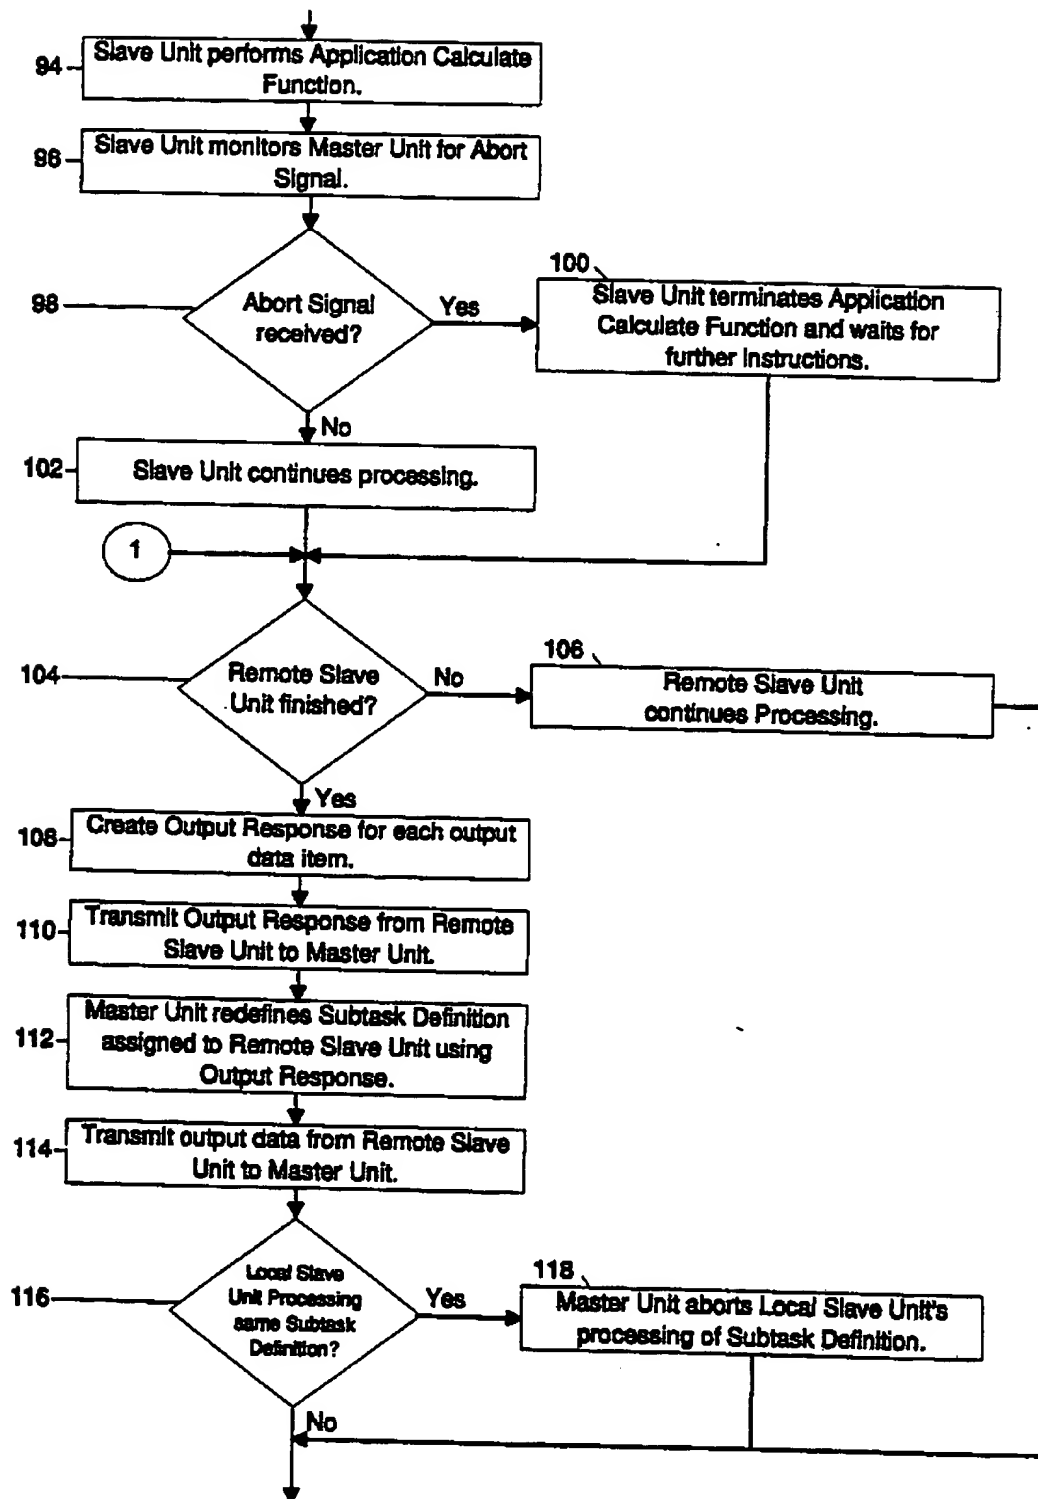 94
Slave Unit performs Application Calculate
Function.
96
Slave Unit monitors Master Unit for Abort
Signal.
98
Abort Signal
received?
Yes
100
Slave Unit terminates Application
Calculate Function and waits for
further Instructions.
No
102
Slave Unit continues processing.
1
104
Remote Slave
Unit finished?
No
106
Remote Slave Unit
continues Processing.
Yes
108
Create Output Response for each output
data item.
110
Transmit Output Response from Remote
Slave Unit to Master Unit.
112
Master Unit redefines Subtask Definition
assigned to Remote Slave Unit using
Output Response.
114
Transmit output data from Remote Slave
Unit to Master Unit.
116
Local Slave
Unit Processing
same Subtask
Definition?
Yes
118
Master Unit aborts Local Slave Unit's
processing of Subtask Definition.
No